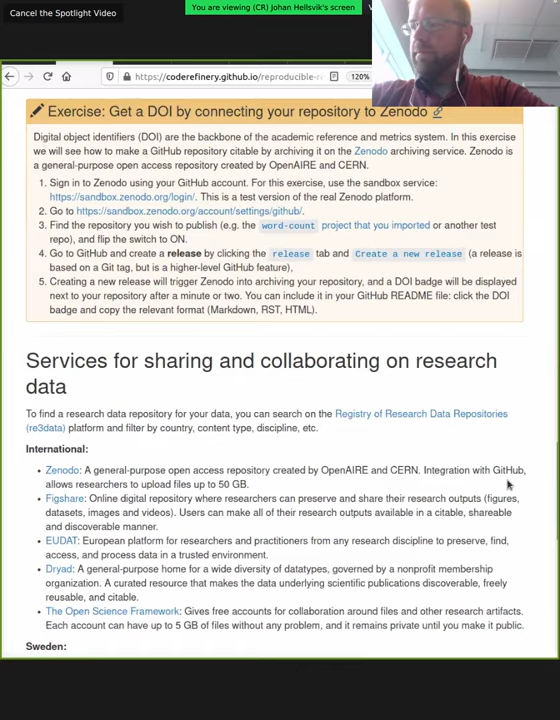 Cancel the Spotlight Video
You are viewing (CR) Johan Hellsvik's screen
https://coderefinery.github.io/reproducible-r
120%
Exercise: Get a DOI by connecting your repository to Zenodo
Digital object identifiers (DOI) are the backbone of the academic reference and metrics system. In this exercise
we will see how to make a GitHub repository citable by archiving it on the Zenodo archiving service. Zenodo is
a general-purpose open access repository created by OpenAIRE and CERN.
1. Sign in to Zenodo using your GitHub account. For this exercise, use the sandbox service:
https://sandbox.zenodo.org/login/. This is a test version of the real Zenodo platform.
2. Go to https://sandbox.zenodo.org/account/settings/github/.
3. Find the repository you wish to publish (e.g. the word-count project that you imported or another test
repo), and flip the switch to ON.
4. Go to GitHub and create a release by clicking the release tab and Create a new release (a release is
based on a Git tag, but is a higher-level GitHub feature),
5. Creating a new release will trigger Zenodo into archiving your repository, and a DOI badge will be displayed
next to your repository after a minute or two. You can include it in your GitHub README file: click the DOI
badge and copy the relevant format (Markdown, RST, HTML).
Services for sharing and collaborating on research
data
To find a research data repository for your data, you can search on the Registry of Research Data Repositories
(re3data) platform and filter by country, content type, discipline, etc.
International:
• Zenodo: A general-purpose open access repository created by OpenAIRE and CERN. Integration with GitHub,
allows researchers to upload files up to 50 GB.
• Figshare: Online digital repository where researchers can preserve and share their research outputs (figures,
datasets, images and videos). Users can make all of their research outputs available in a citable, shareable
and discoverable manner.
• EUDAT: European platform for researchers and practitioners from any research discipline to preserve, find,
access, and process data in a trusted environment.
• Dryad: A general-purpose home for a wide diversity of datatypes, governed by a nonprofit membership
organization. A curated resource that makes the data underlying scientific publications discoverable, freely
reusable, and citable.
• The Open Science Framework: Gives free accounts for collaboration around files and other research artifacts.
Each account can have up to 5 GB of files without any problem, and it remains private until you make it public.
Sweden: